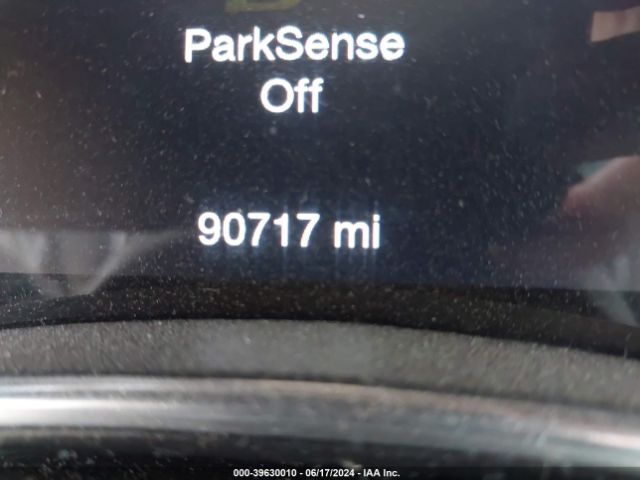 ParkSense
Off
90717 mi
000-39630010 - 06/17/2024 - IAA Inc.